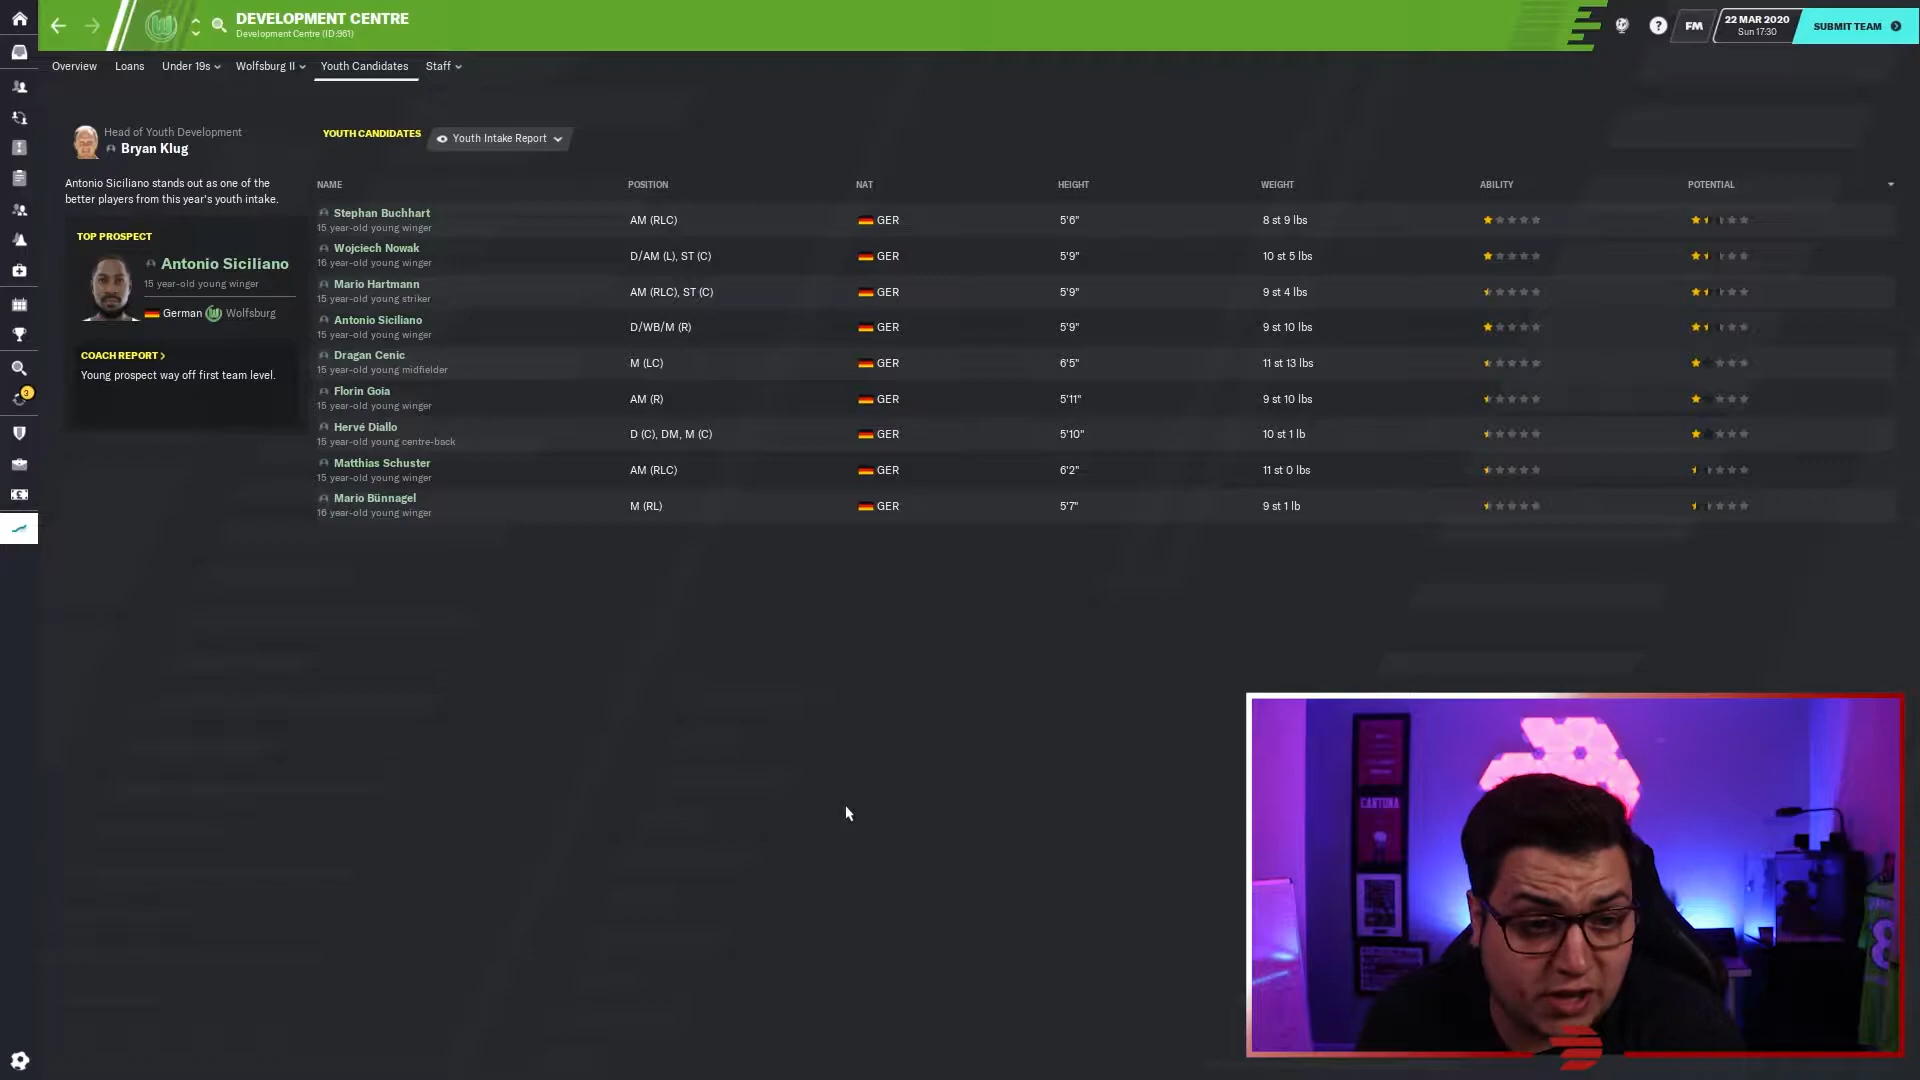 DEVELOPMENT CENTRE
Development Centre (ID:961)
FM
22 MAR 2020
Sun 17:30
SUBMIT TEAM
Overview
Loans
Under 19s
Wolfsburg II
Youth Candidates
Staff
Head of Youth Development
Bryan Klug
Antonio Siciliano stands out as one of the
better players from this year's youth intake.
TOP PROSPECT
Antonio Siciliano
15 year-old young winger
German Wolfsburg
COACH REPORT >
Young prospect way off first team level.
3
YOUTH CANDIDATES
Youth Intake Report
NAME POSITION NAT HEIGHT WEIGHT ABILITY POTENTIAL
Stephan Buchhart
15 year-old young winger
AM (RLC) GER 5'6" 8 st 9 lbs
Wojciech Nowak
16 year-old young winger
D/AM (L), ST (C) GER 5'9" 10 st 5 lbs
Mario Hartmann
15 year-old young striker
AM (RLC), ST (C) GER 5'9" 9 st 4 lbs
Antonio Siciliano
15 year-old young winger
D/WB/M (R) GER 5'9" 9 st 10 lbs
Dragan Cenic
15 year-old young midfielder
M (LC) GER 6'5" 11 st 13 lbs
Florin Goia
15 year-old young winger
AM (R) GER 5'11" 9 st 10 lbs
Hervé Diallo
15 year-old young centre-back
D (C), DM, M (C) GER 5'10" 10 st 1 lb
Matthias Schuster
15 year-old young winger
AM (RLC) GER 6'2" 11 st 0 lbs
Mario Bünnagel
16 year-old young winger
M (RL) GER 5'7" 9 st 1 lb
CANTONA
8